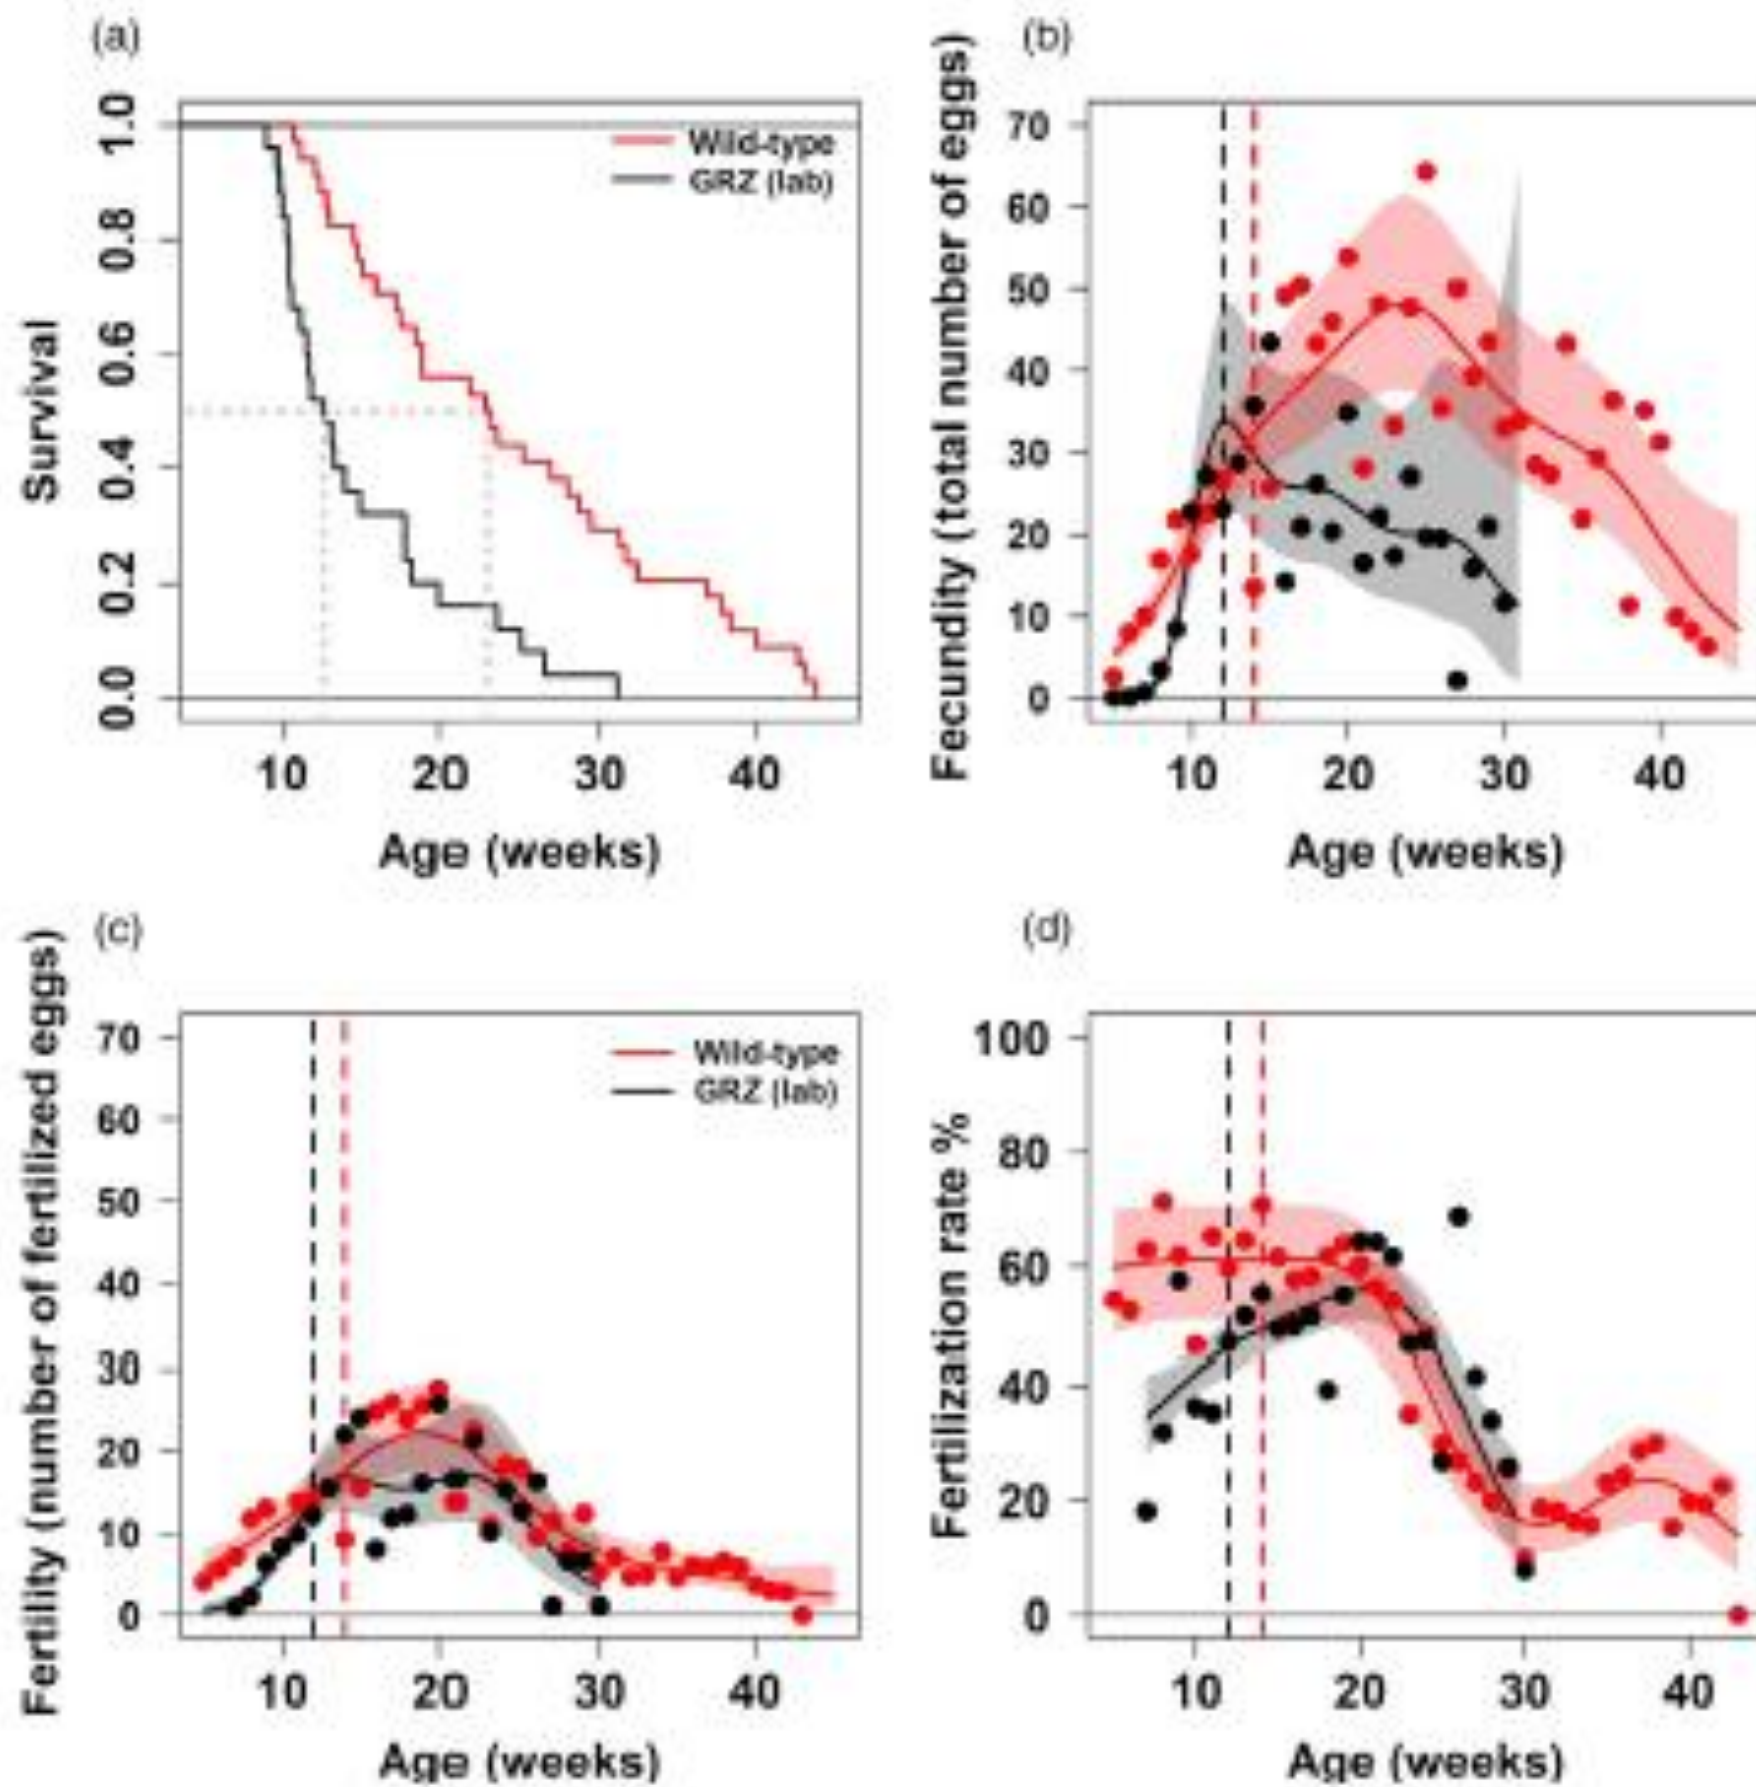 (a)
Survival
1.0
0.8
0.6
0.4
0.2
0.0
Wild-type
GRZ (lab)
10 20 30 40
Age (weeks)
(b)
Fecundity (total number of eggs)
70
60
50
40
30
20
10
0
10 20 30 40
Age (weeks)
(c)
Fertility (number of fertilized eggs)
70
60
50
40
30
20
10
0
Wild-type
GRZ (lab)
10 20 30 40
Age (weeks)
(d)
Fertilization rate %
100
80
60
40
20
0
10 20 30 40
Age (weeks)